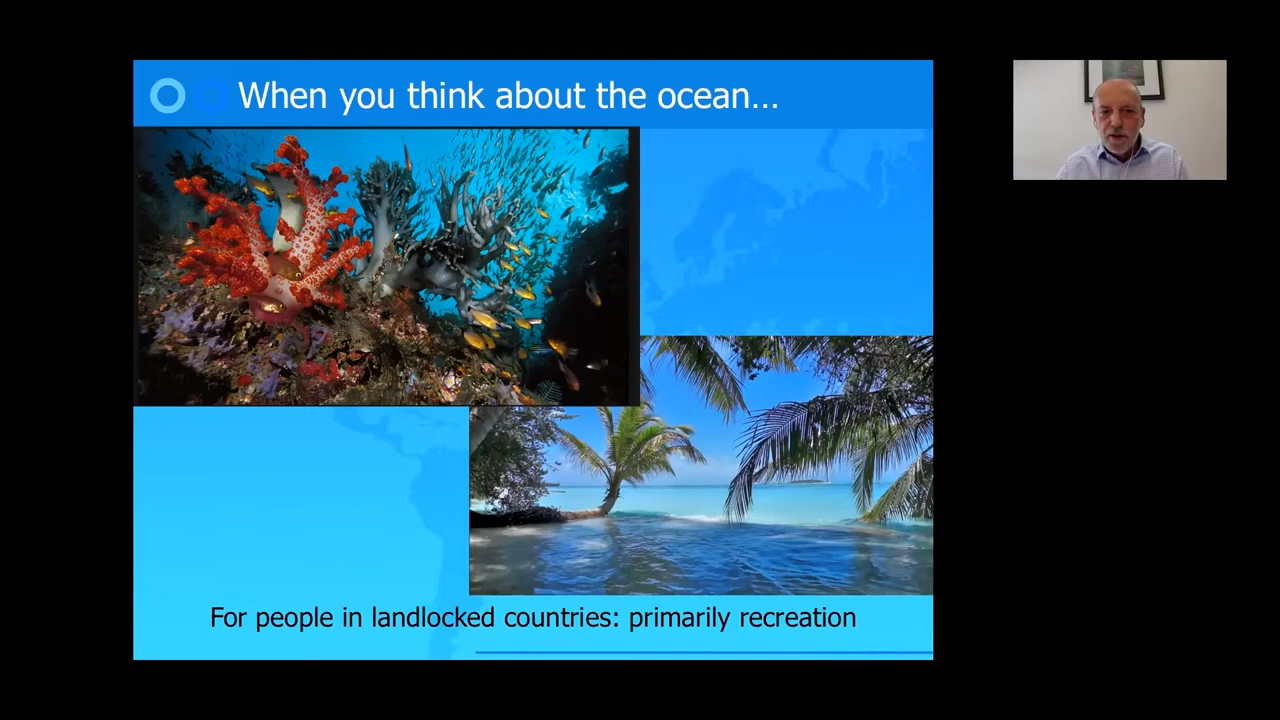 When you think about the ocean...
For people in landlocked countries: primarily recreation